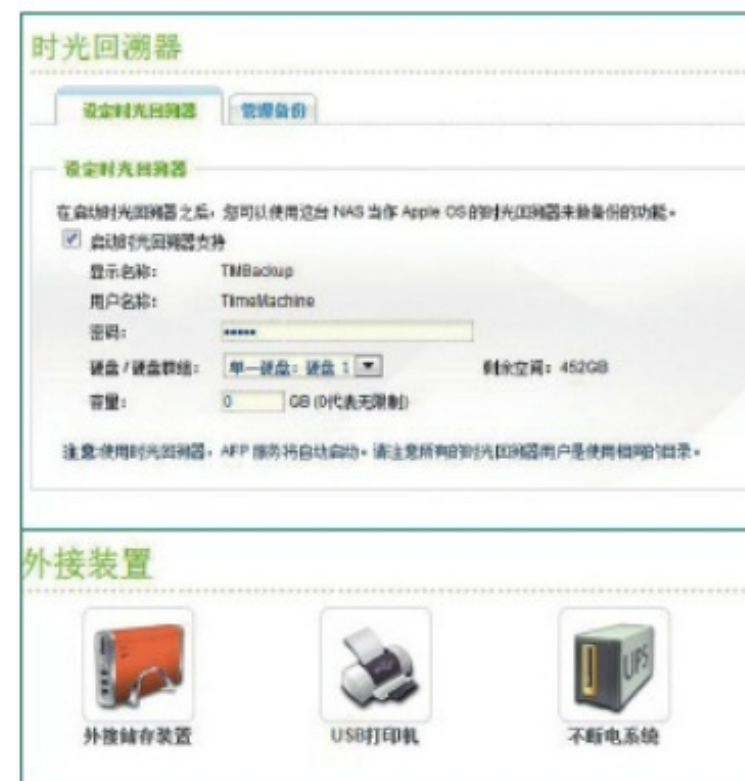 时光回溯器
设定时光回溯器 管理备份
设定时光回溯器
在启动时光回溯器之后，您可以使用这台 NAS 当作 Apple OS 的时光回溯器来做备份的功能。
启动时光回溯器支持
显示名称： TMBackup
用户名称： TimeMachine
密码： •••••
硬盘 / 硬盘群组： 单一硬盘：硬盘 1 剩余空间：452GB
容量： 0 GB (0代表无限制)
注意:使用时光回溯器，AFP 服务将自动启动。请注意所有的时光回溯器用户是使用相同的目录。
外接装置
UPS
外接储存装置 USB打印机 不断电系统